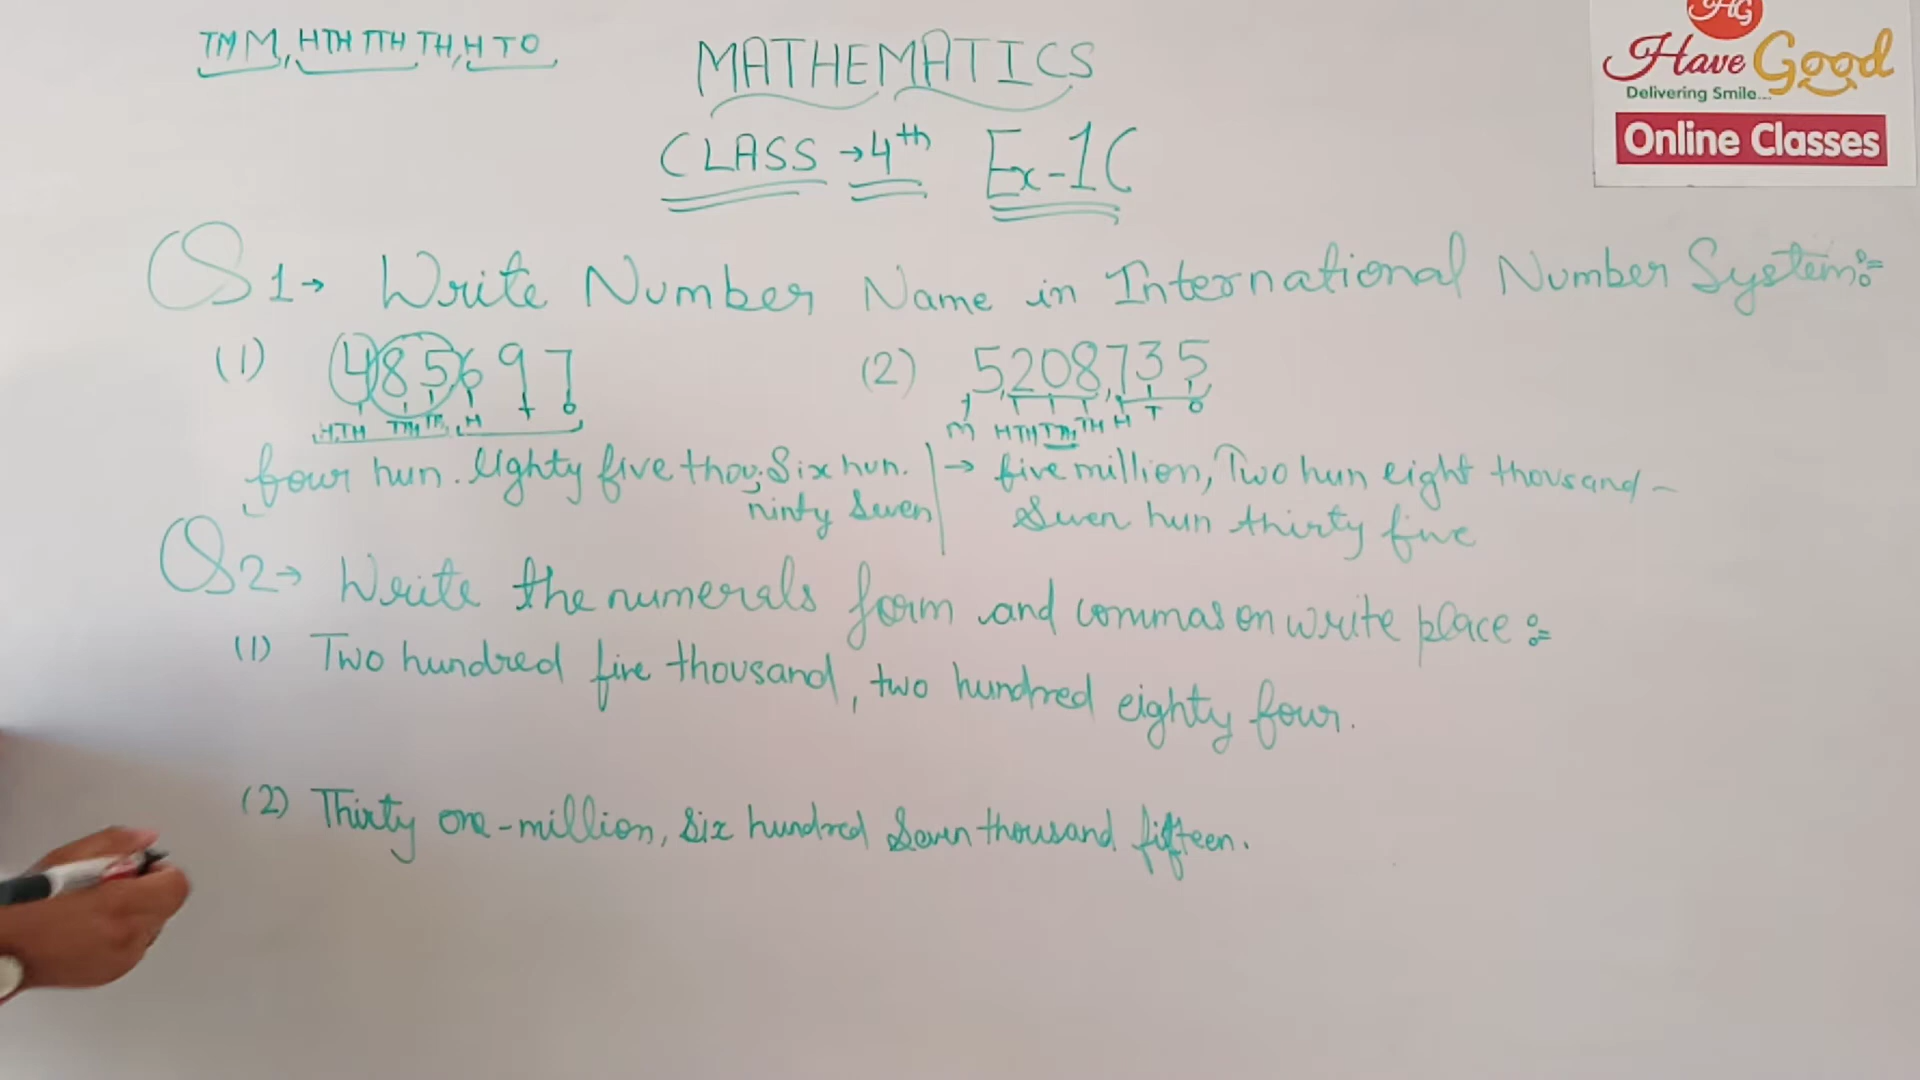 TM M, HTH TTH TH, H T O
MATHEMATICS
HG
Have Good
Delivering Smile...
Online Classes
CLASS → 4th Ex-1C
Q1→ Write Number Name in International Number System:=
(1) 485,697 (2) 5,208,735
H.TH TTH TH, H T O M HTH TTH, TH H T O
four hun. Eighty five thou, Six hun. | → five million, Two hun eight thousand -
ninty Seven | Seven hun thirty five
Q2→ Write the numerals form and commas on write place :=
(1) Two hundred five thousand, two hundred eighty four.
(2) Thirty one-million, six hundred Seven thousand fifteen.